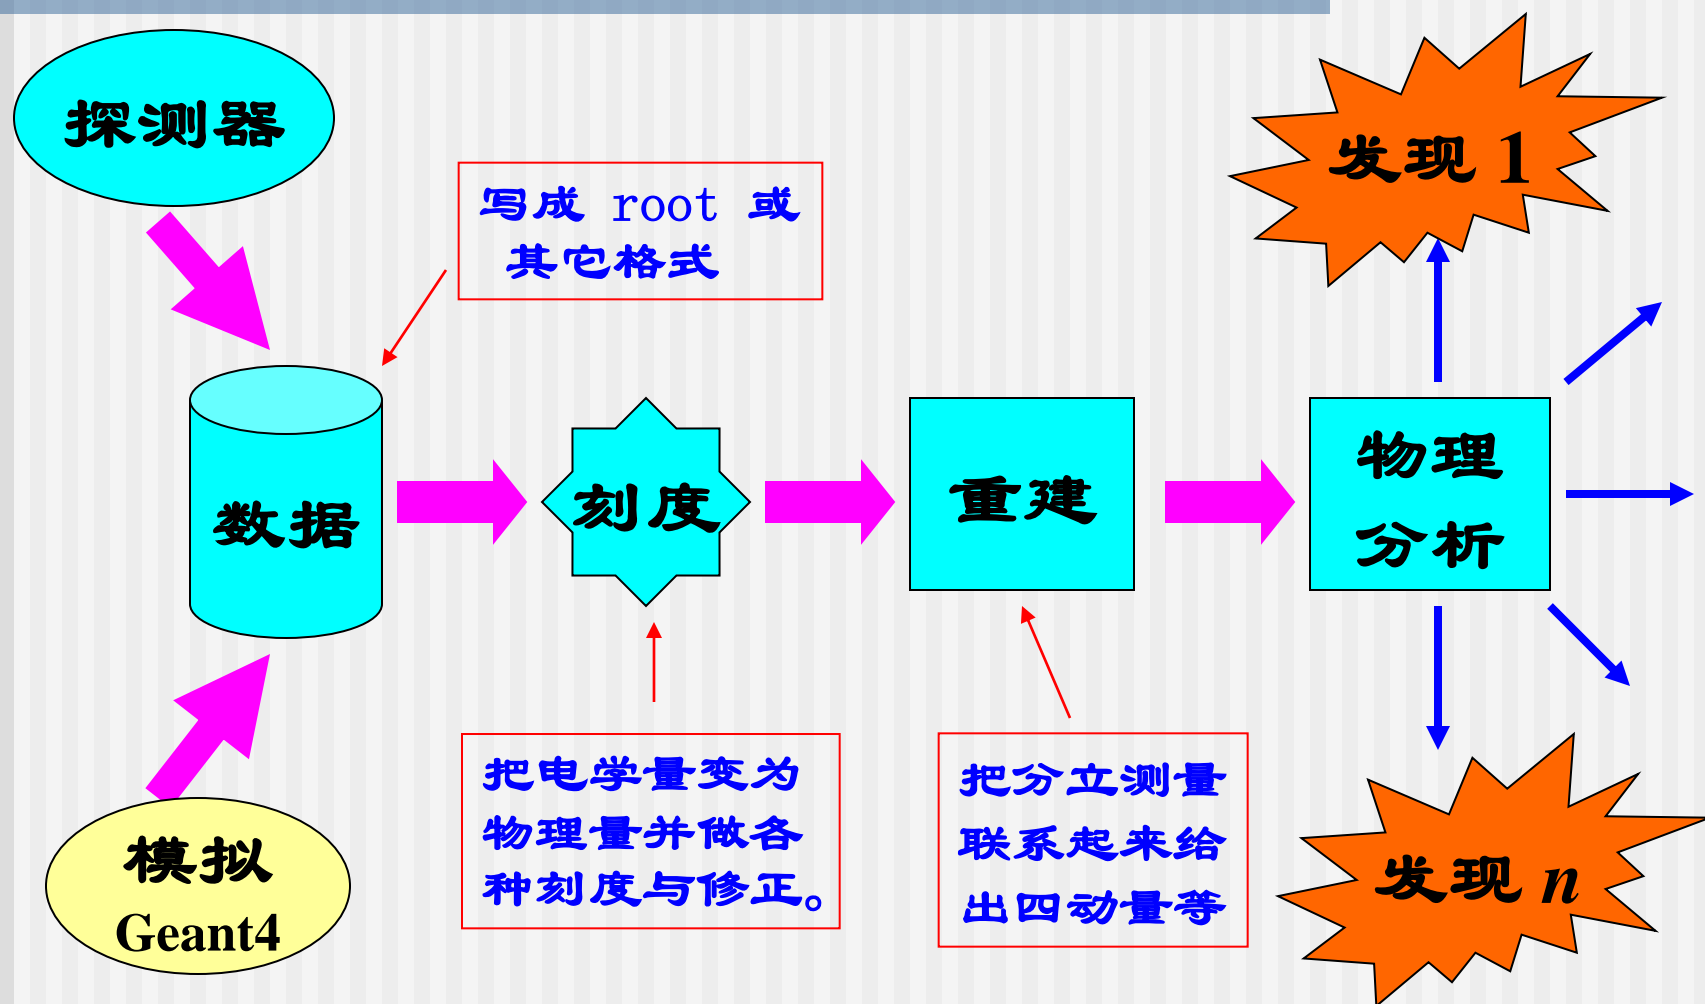 探测器
写成 root 或
其它格式
发现 1
数据
刻度
重建
物理
分析
把电学量变为
物理量并做各
种刻度与修正。
把分立测量
联系起来给
出四动量等
模拟
Geant4
发现 n